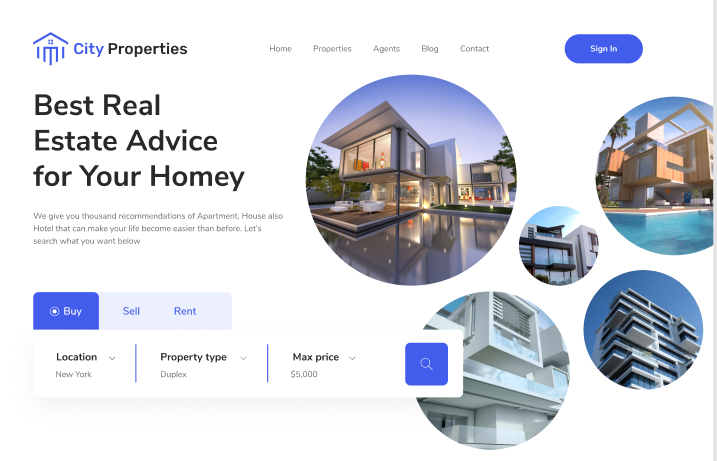 City Properties
Home Properties Agents Blog Contact Sign In
Best Real
Estate Advice
for Your Homey
We give you thousand recommendations of Apartment, House also
Hotel that can make your life become easier than before. Let's
search what you want below
Buy Sell Rent
Location Property type Max price
New York Duplex $5,000